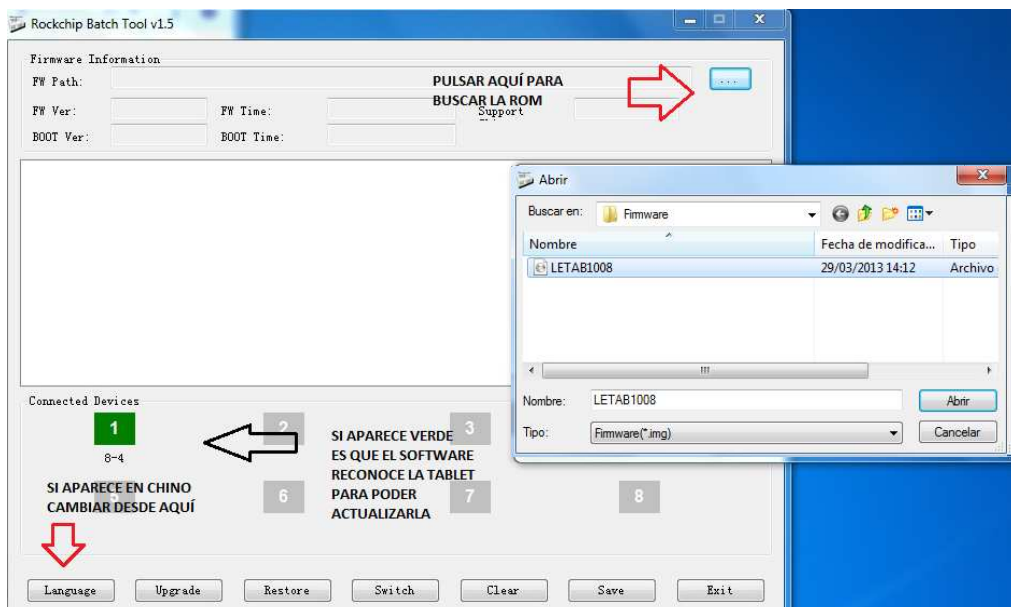 Rockchip Batch Tool v1.5
Firmware Information
FW Path:
PULSAR AQUÍ PARA
BUSCAR LA ROM
...
FW Ver:
FW Time:
Support
BOOT Ver:
BOOT Time:
Abrir
Buscar en:
Firmware
Nombre
Fecha de modifica...
Tipo
LETAB1008
29/03/2013 14:12
Archivo
Nombre:
LETAB1008
Abrir
Tipo:
Firmware(*.img)
Cancelar
Connected Devices
1
2
3
8-4
SI APARECE VERDE
ES QUE EL SOFTWARE
RECONOCE LA TABLET
PARA PODER
ACTUALIZARLA
SI APARECE EN CHINO
CAMBIAR DESDE AQUÍ
5
6
7
8
Language
Upgrade
Restore
Switch
Clear
Save
Exit